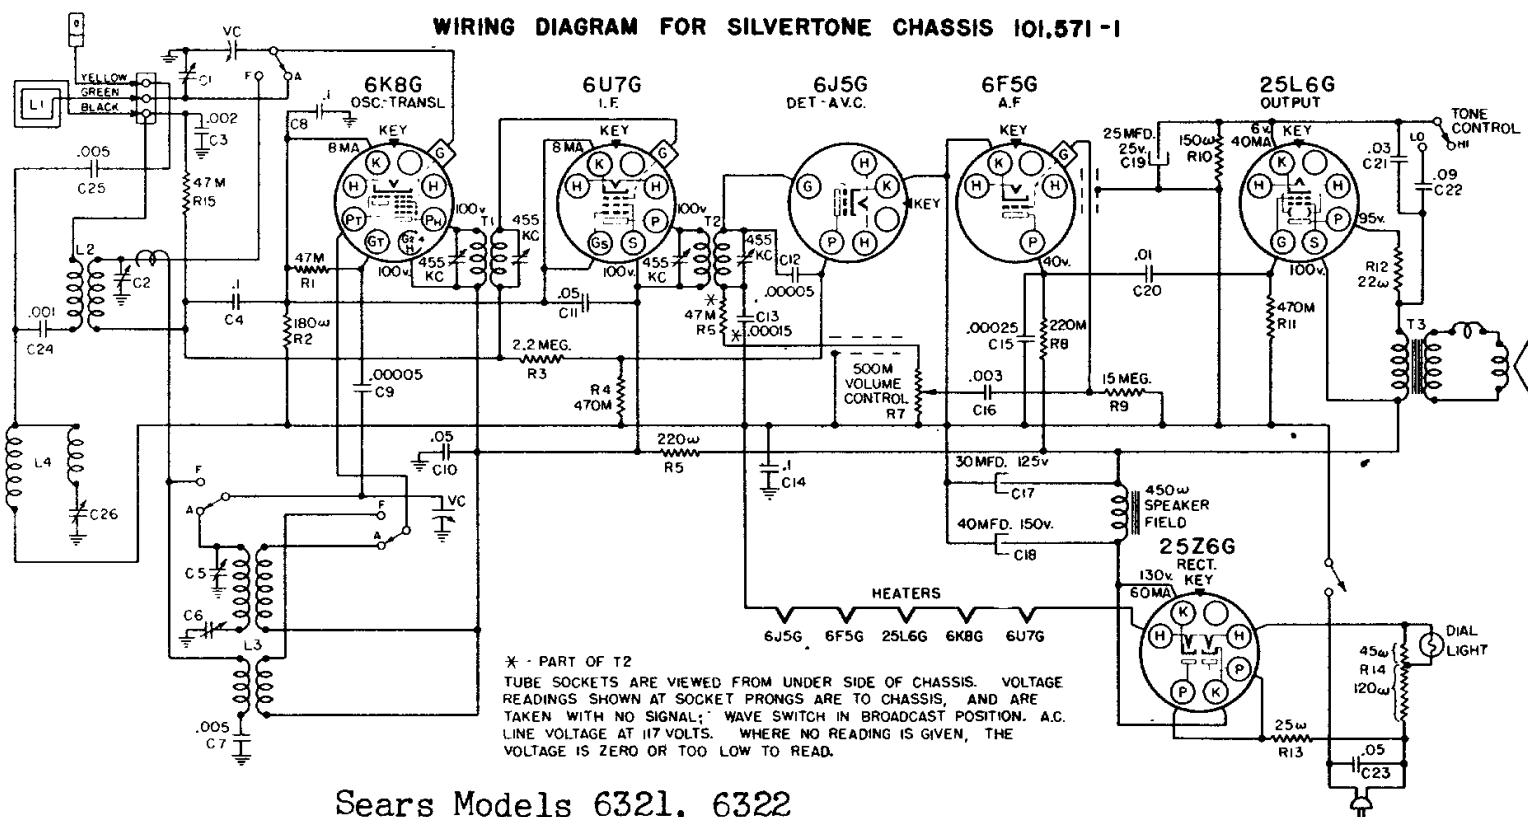 WIRING DIAGRAM FOR SILVERTONE CHASSIS 101.571-1
VC
F
A
C1
YELLOW
GREEN
BLACK
L1
.002
C3
.1
C8
6K8G
OSC.-TRANSL
KEY
8MA
K
G
H
H
PT
PH
GT
G2 4
H
100v.
100v.
6U7G
I.F.
KEY
8MA
K
G
H
H
P
G5
S
100v.
100v.
6J5G
DET-A.V.C.
G
H
K
KEY
P
H
6F5G
A.F
KEY
K
G
H
H
P
40v.
25MFD.
25v.
C19
150ω
R10
25L6G
OUTPUT
6v.
40MA
KEY
K
H
H
P
G
S
95v.
100v.
TONE
CONTROL
LO
HI
.03
C21
.09
C22
.005
C25
47M
R15
L2
C2
.001
C24
.1
C4
47M
R1
180ω
R2
455
KC
T1
455
KC
.05
C11
455
KC
T2
455
KC
C12
.00005
*
47M
R6
C13
*
.00015
.01
C20
R12
22ω
470M
R11
T3
.00025
C15
220M
R8
2.2 MEG.
R3
R4
470M
500M
VOLUME
CONTROL
R7
.003
C16
15 MEG.
R9
.00005
C9
L4
C26
.05
C10
220ω
R5
.1
C14
30MFD. 125v
C17
450ω
SPEAKER
FIELD
40MFD. 150v.
C18
F
A
VC
F
A
C5
C6
L3
.005
C7
25Z6G
RECT.
KEY
130v.
60MA
K
H
H
P
P
K
HEATERS
6J5G 6F5G 25L6G 6K8G 6U7G
DIAL
LIGHT
45ω
R14
120ω
25ω
R13
.05
C23
* - PART OF T2
TUBE SOCKETS ARE VIEWED FROM UNDER SIDE OF CHASSIS. VOLTAGE
READINGS SHOWN AT SOCKET PRONGS ARE TO CHASSIS, AND ARE
TAKEN WITH NO SIGNAL; WAVE SWITCH IN BROADCAST POSITION. A.C.
LINE VOLTAGE AT 117 VOLTS. WHERE NO READING IS GIVEN, THE
VOLTAGE IS ZERO OR TOO LOW TO READ.
Sears Models 6321, 6322